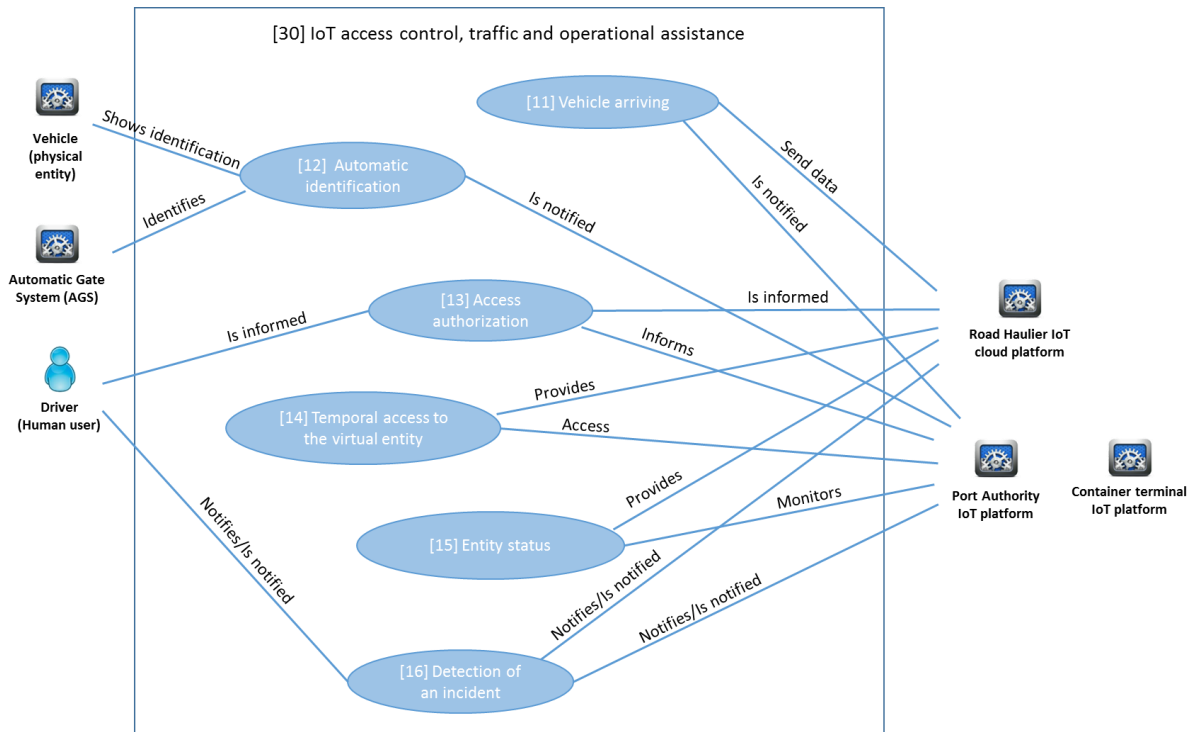 [30] IoT access control, traffic and operational assistance
[11] Vehicle arriving
Vehicle
(physical
entity)
Shows identification
[12] Automatic
identification
Send data
Is notified
Identifies
Is notified
Automatic Gate
System (AGS)
[13] Access
authorization
Is informed
Is informed
Informs
Road Haulier IoT
cloud platform
Driver
(Human user)
Provides
[14] Temporal access to
the virtual entity
Access
Provides
Monitors
Port Authority
IoT platform
Container terminal
IoT platform
Notifies/Is notified
[15] Entity status
Notifies/Is notified
Notifies/Is notified
[16] Detection of
an incident